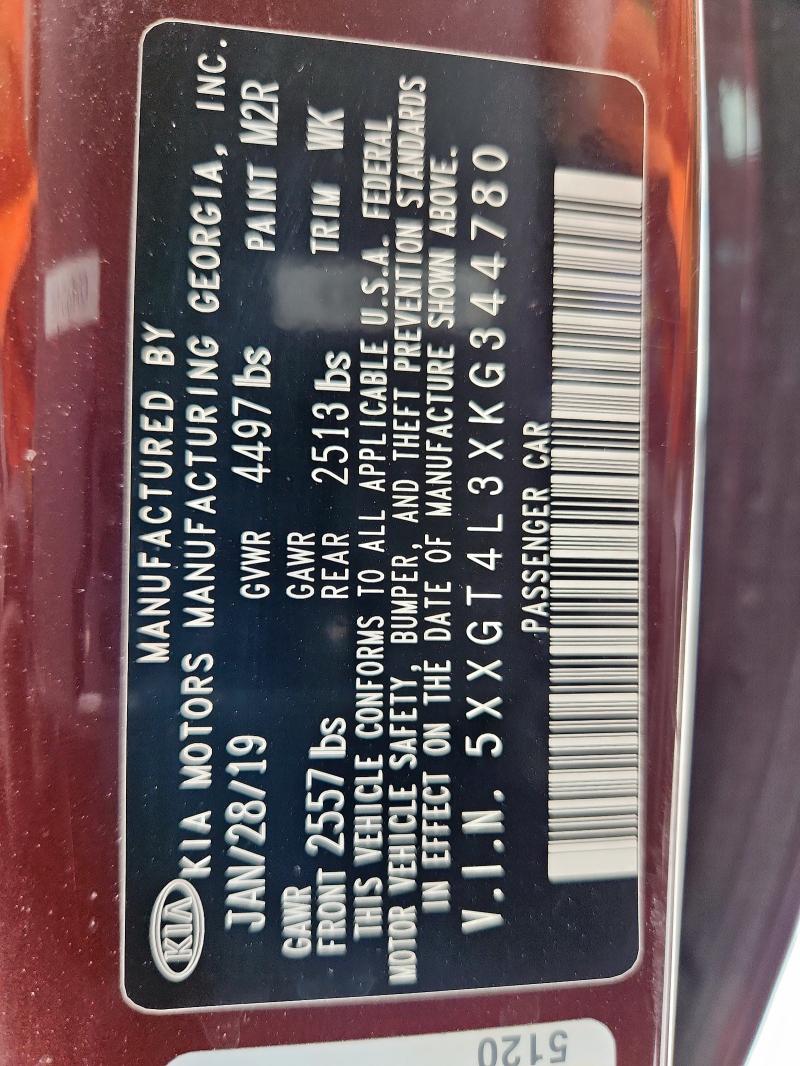 MANUFACTURED BY
KIA KIA MOTORS MANUFACTURING GEORGIA, INC.
JAN/28/19 GVWR 4497 lbs PAINT M2R
GAWR GAWR
FRONT 2557 lbs REAR 2513 lbs TRIM WK
THIS VEHICLE CONFORMS TO ALL APPLICABLE U.S.A. FEDERAL
MOTOR VEHICLE SAFETY, BUMPER, AND THEFT PREVENTION STANDARDS
IN EFFECT ON THE DATE OF MANUFACTURE SHOWN ABOVE.
V.I.N. 5XXGT4L3XKG344780
PASSENGER CAR
5120